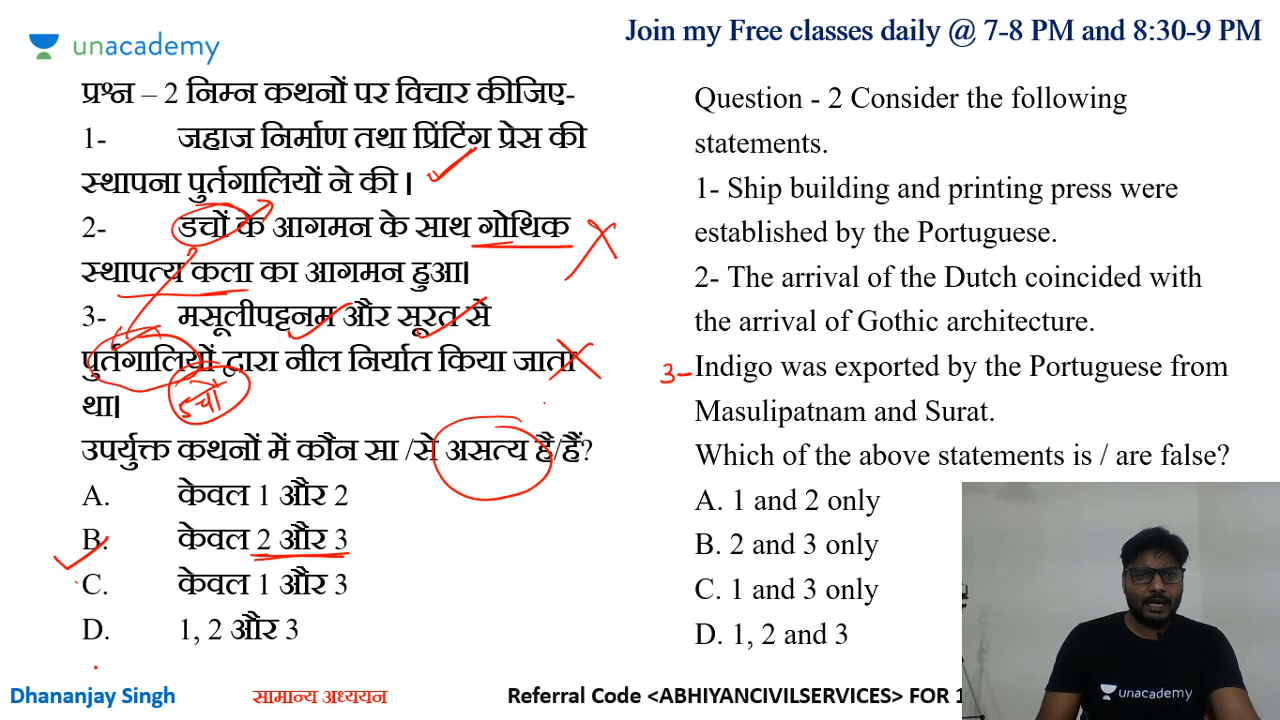 unacademy
Join my Free classes daily @ 7-8 PM and 8:30-9 PM
प्रश्न – 2 निम्न कथनों पर विचार कीजिए-
1- जहाज निर्माण तथा प्रिंटिंग प्रेस की
स्थापना पुर्तगालियों ने की ।
2- डचों के आगमन के साथ गोथिक
स्थापत्य कला का आगमन हुआ।
3- मसूलीपट्टनम और सूरत से
पुर्तगालियों द्वारा नील निर्यात किया जाता
डचों
था।
उपर्युक्त कथनों में कौन सा /से असत्य है/हैं?
A. केवल 1 और 2
B. केवल 2 और 3
C. केवल 1 और 3
D. 1, 2 और 3
Question - 2 Consider the following
statements.
1- Ship building and printing press were
established by the Portuguese.
2- The arrival of the Dutch coincided with
the arrival of Gothic architecture.
3- Indigo was exported by the Portuguese from
Masulipatnam and Surat.
Which of the above statements is / are false?
A. 1 and 2 only
B. 2 and 3 only
C. 1 and 3 only
D. 1, 2 and 3
unacademy
Dhananjay Singh
सामान्य अध्ययन
Referral Code <ABHIYANCIVILSERVICES> FOR 1